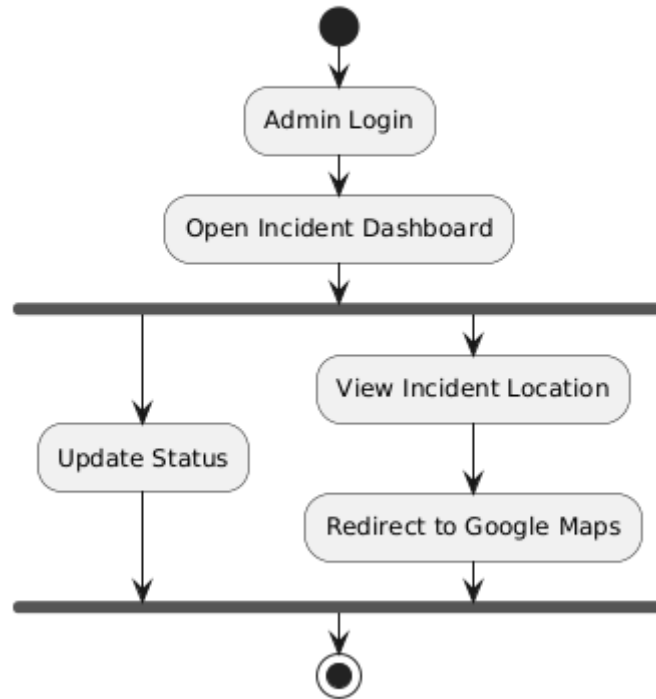 Admin Login
Open Incident Dashboard
View Incident Location
Update Status
Redirect to Google Maps